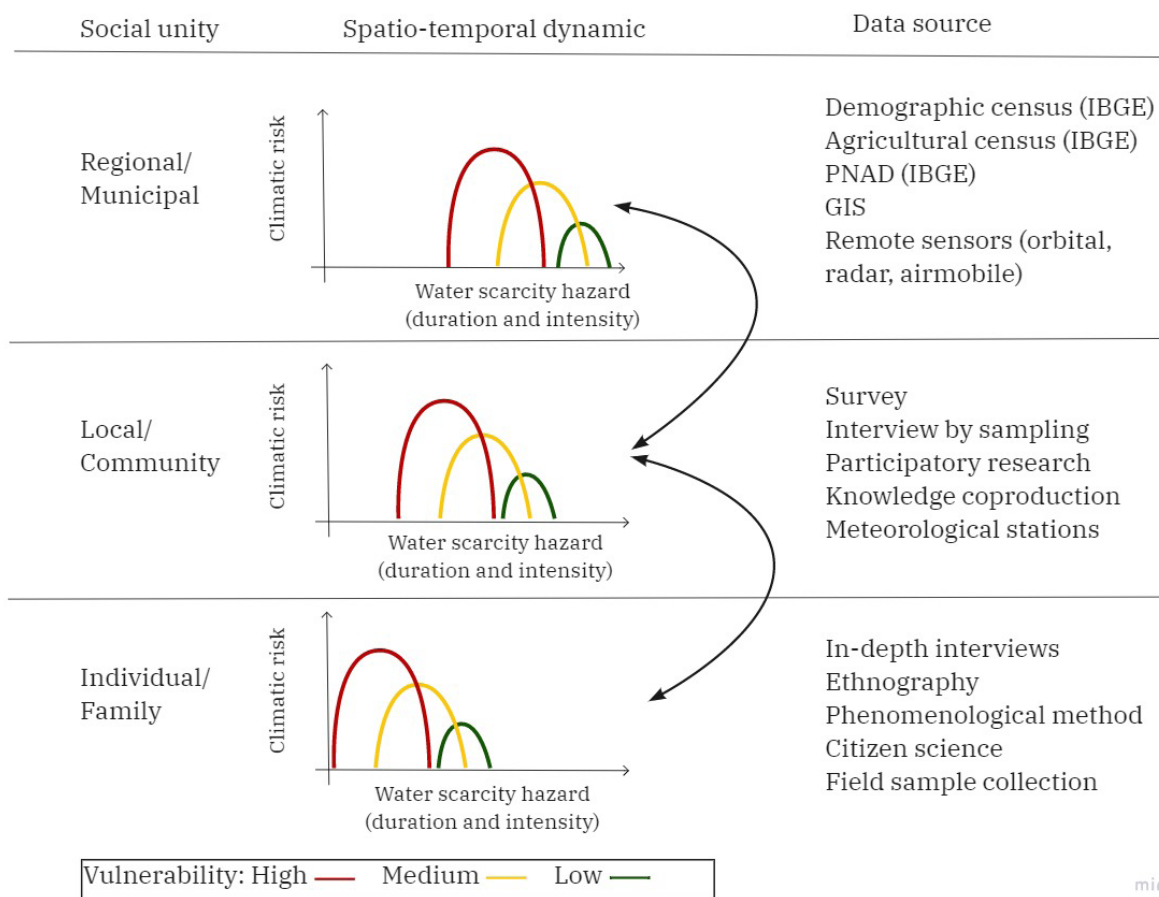 Social unity
Spatio-temporal dynamic
Data source
Regional/
Municipal
Climatic risk
Water scarcity hazard
(duration and intensity)
Demographic census (IBGE)
Agricultural census (IBGE)
PNAD (IBGE)
GIS
Remote sensors (orbital,
radar, airmobile)
Local/
Community
Climatic risk
Water scarcity hazard
(duration and intensity)
Survey
Interview by sampling
Participatory research
Knowledge coproduction
Meteorological stations
Individual/
Family
Climatic risk
Water scarcity hazard
(duration and intensity)
In-depth interviews
Ethnography
Phenomenological method
Citizen science
Field sample collection
Vulnerability: High Medium Low